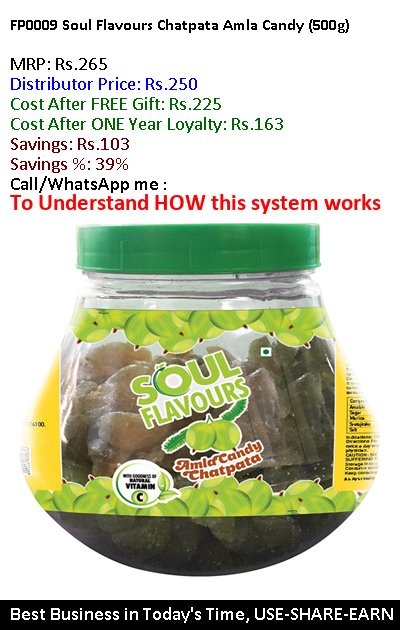 FP0009 Soul Flavours Chatpata Amla Candy (500g)
MRP: Rs.265
Distributor Price: Rs.250
Cost After FREE Gift: Rs.225
Cost After ONE Year Loyalty: Rs.163
Savings: Rs.103
Savings %: 39%
Call/WhatsApp me :
To Understand HOW this system works
SOUL
FLAVOURS
Amla Candy
Chatpata
WITH GOODNESS OF
NATURAL
VITAMIN
C
Best Business in Today's Time, USE-SHARE-EARN